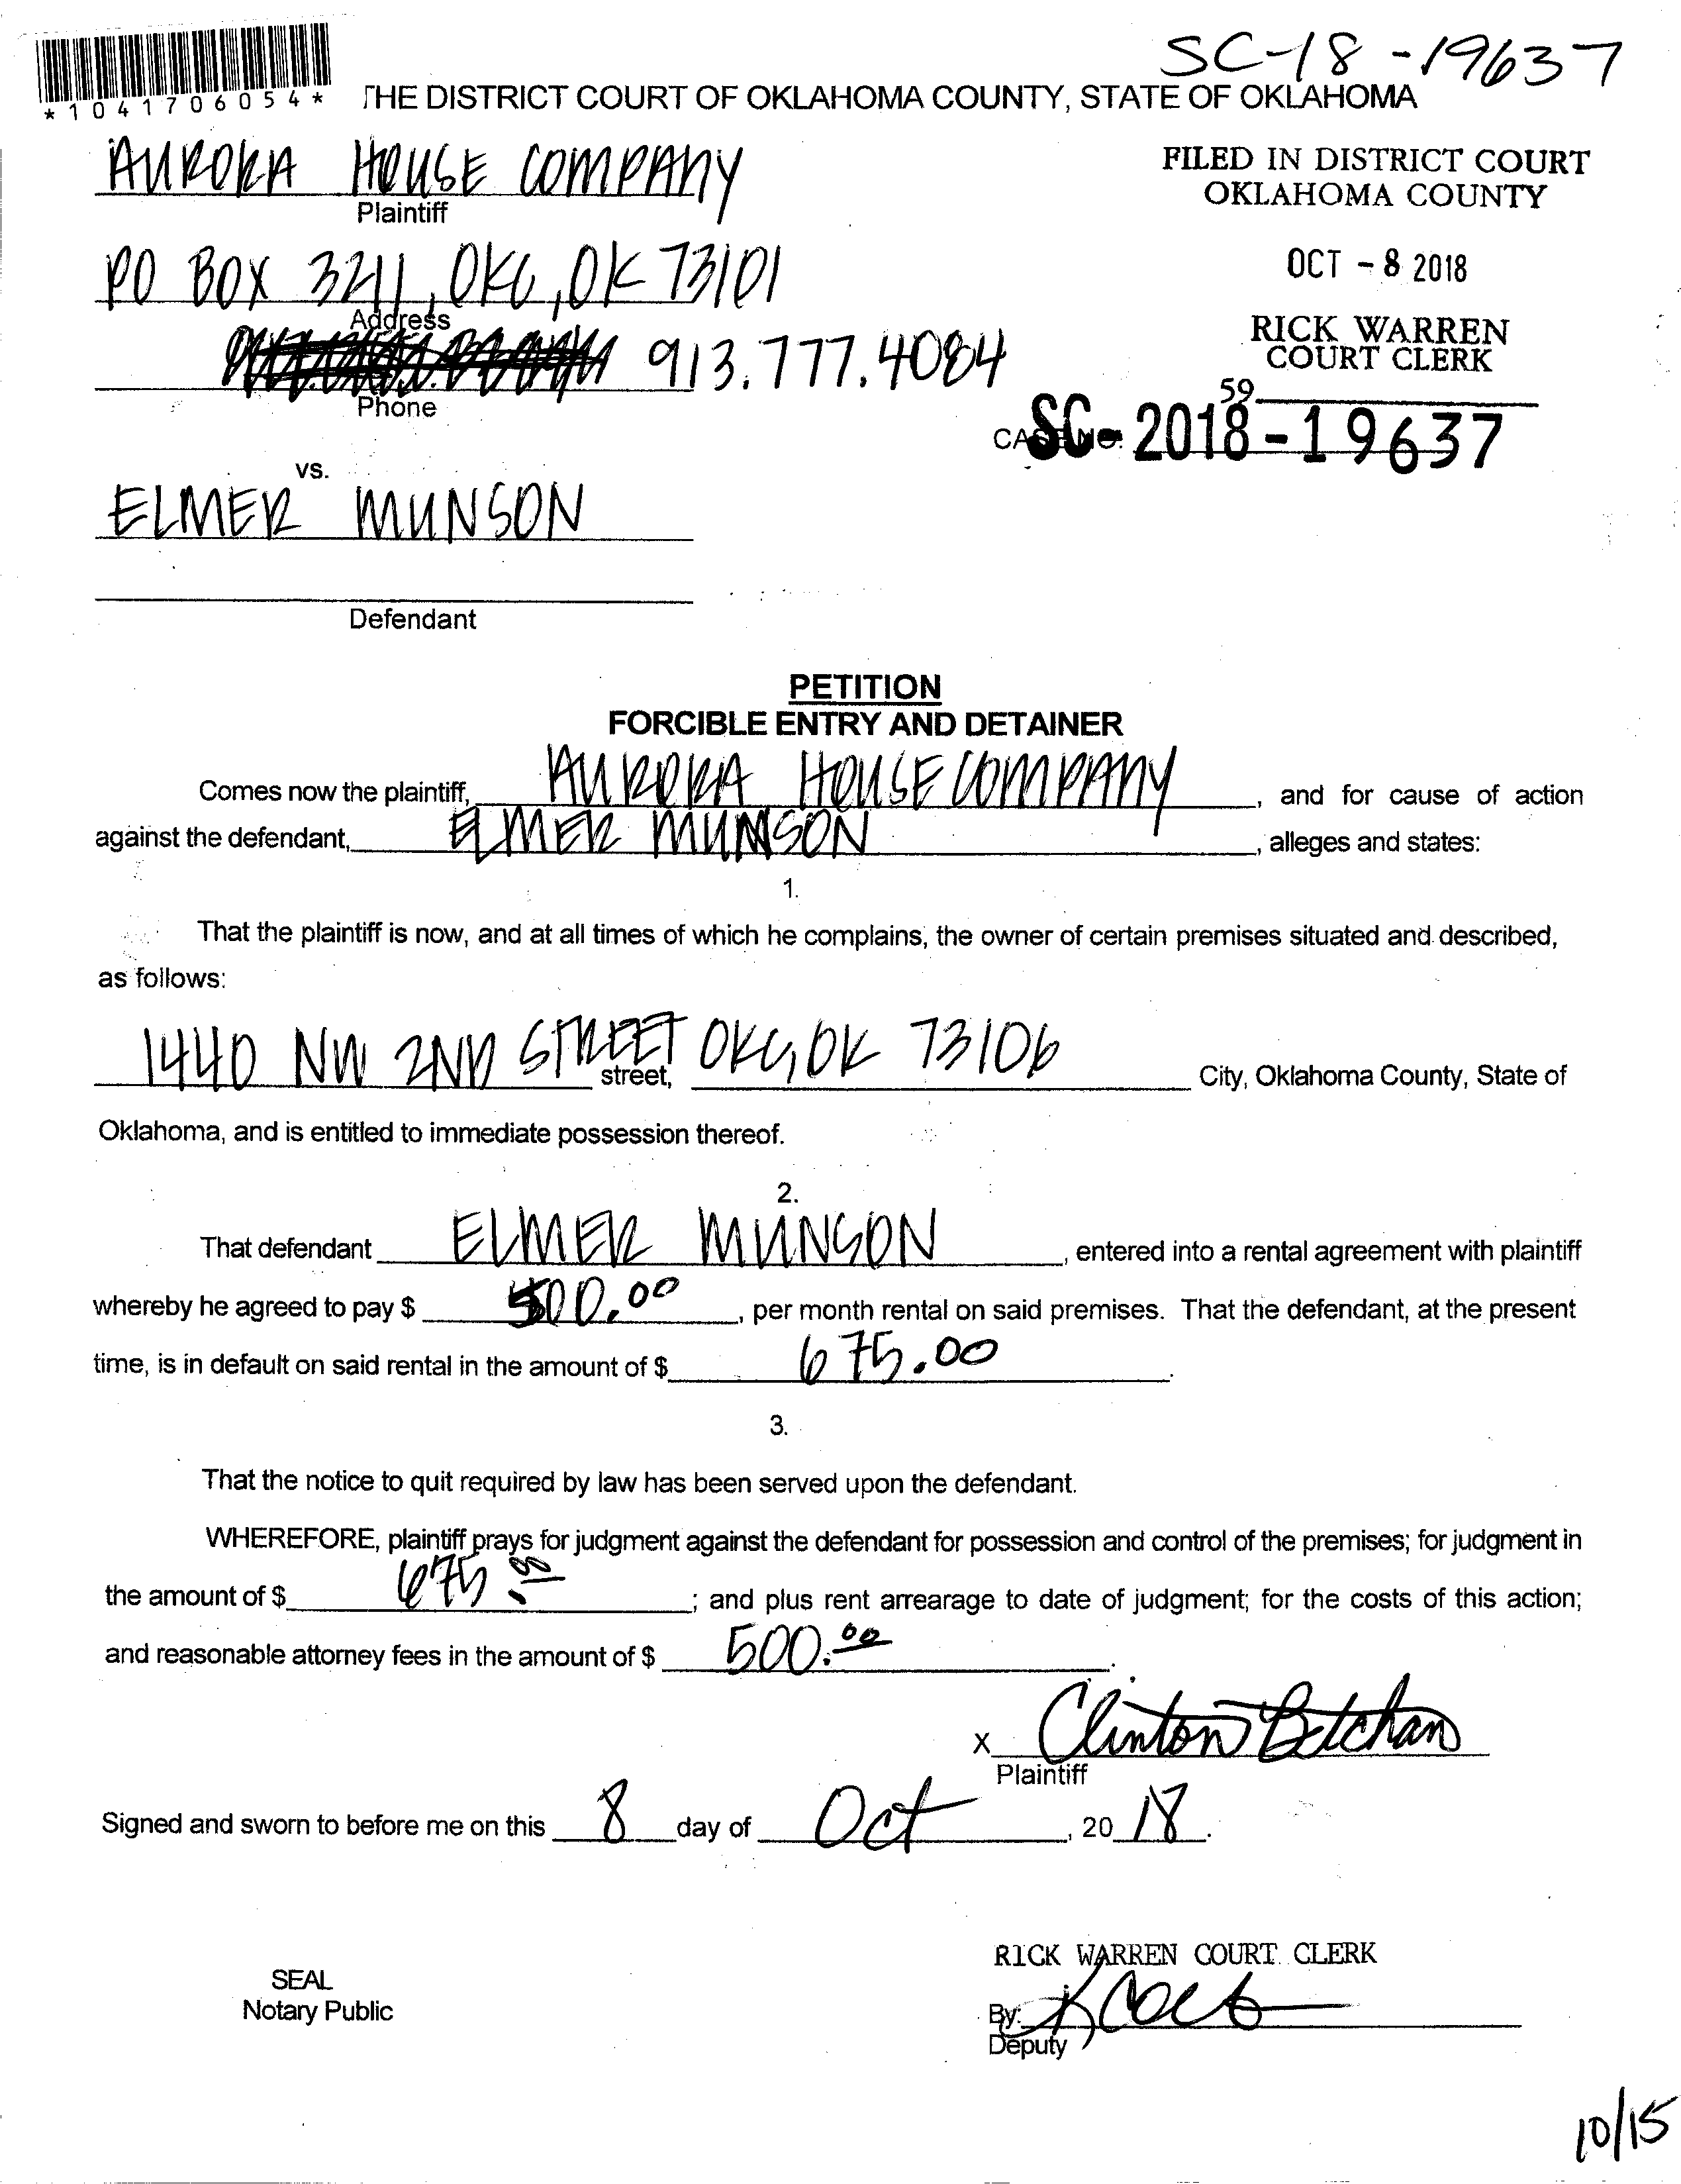 SC-18-19637
*1041706054*
THE DISTRICT COURT OF OKLAHOMA COUNTY, STATE OF OKLAHOMA
AURORA HOUSE COMPANY
Plaintiff
FILED IN DISTRICT COURT
OKLAHOMA COUNTY
PO BOX 3211, OKC, OK 73101
Address
OCT - 8 2018
RICK WARREN
COURT CLERK
913.777.4084
Phone
59
CASE NO. SC-2018-19637
vs.
ELMER MUNSON
Defendant
PETITION
FORCIBLE ENTRY AND DETAINER
Comes now the plaintiff, AURORA HOUSE COMPANY, and for cause of action
against the defendant, ELMER MUNSON, alleges and states:
1.
That the plaintiff is now, and at all times of which he complains, the owner of certain premises situated and described,
as follows:
1440 NW 2ND STREET street, OKC, OK 73106 City, Oklahoma County, State of
Oklahoma, and is entitled to immediate possession thereof.
2.
That defendant ELMER MUNSON, entered into a rental agreement with plaintiff
whereby he agreed to pay $ 500.00, per month rental on said premises. That the defendant, at the present
time, is in default on said rental in the amount of $ 675.00.
3.
That the notice to quit required by law has been served upon the defendant.
WHEREFORE, plaintiff prays for judgment against the defendant for possession and control of the premises; for judgment in
the amount of $ 675.00; and plus rent arrearage to date of judgment; for the costs of this action;
and reasonable attorney fees in the amount of $ 500.00.
X Clinton Betchan
Plaintiff
Signed and sworn to before me on this 8 day of Oct, 20 18.
RICK WARREN COURT CLERK
SEAL
Notary Public
By:
Deputy
10/15